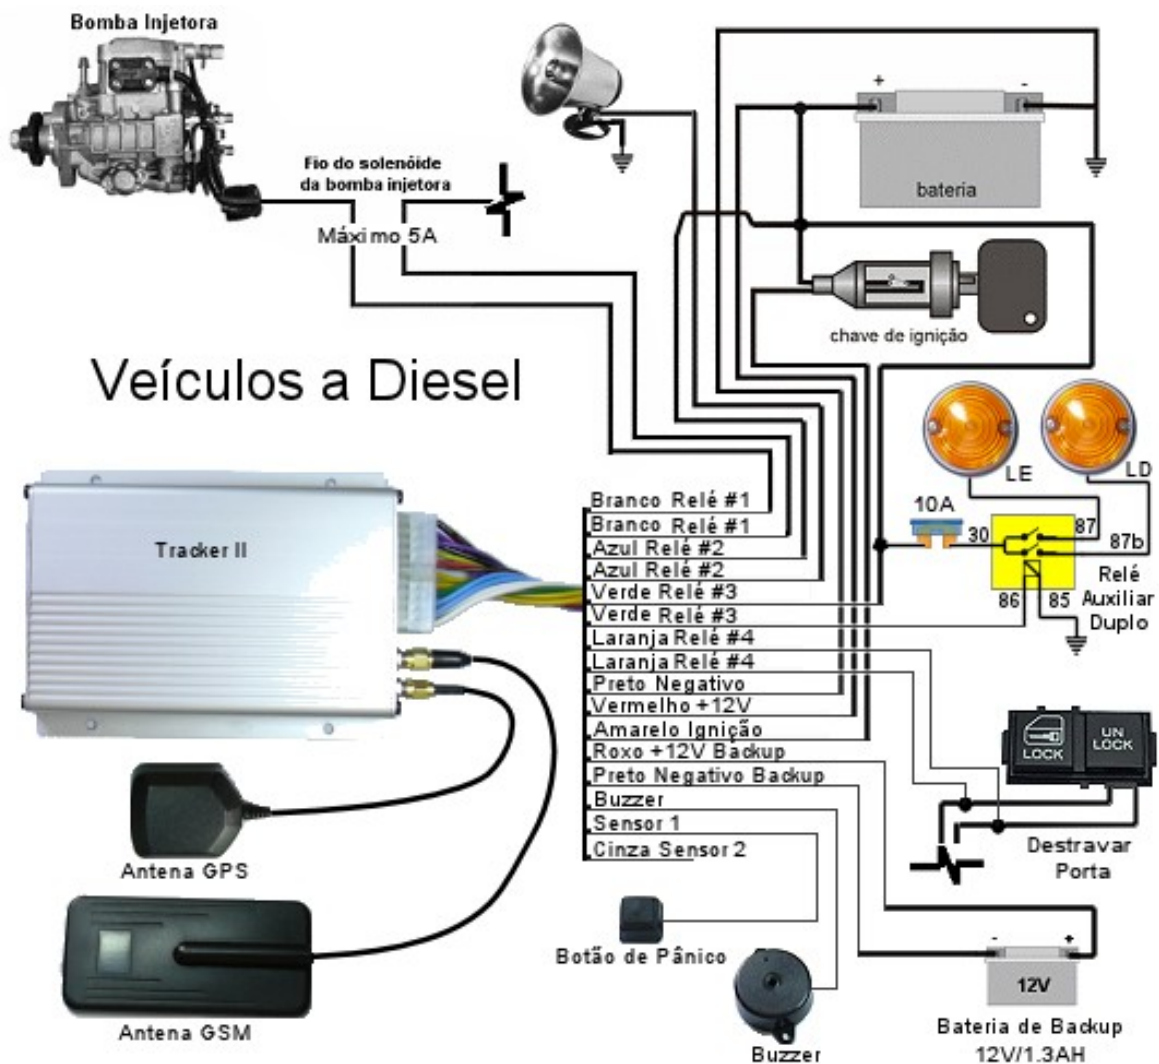 Bomba Injetora
+
-
bateria
Fio do solenóide
da bomba injetora
Máximo 5A
chave de ignição
Veículos a Diesel
LE
LD
10A
30
87
87b
86
85
Relé
Auxiliar
Duplo
Tracker II
Branco Relé #1
Branco Relé #1
Azul Relé #2
Azul Relé #2
Verde Relé #3
Verde Relé #3
Laranja Relé #4
Laranja Relé #4
Preto Negativo
Vermelho +12V
Amarelo Ignição
Roxo +12V Backup
Preto Negativo Backup
Buzzer
Sensor 1
Cinza Sensor 2
LOCK
UN
LOCK
Destravar
Porta
Antena GPS
Botão de Pânico
-
+
12V
Antena GSM
Buzzer
Bateria de Backup
12V/1.3AH